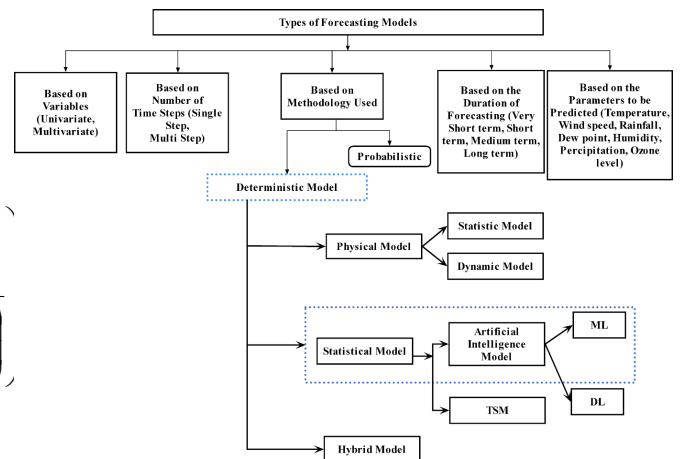 Types of Forecasting Models
Based on
Variables
(Univariate,
Multivariate)
Based on
Number of
Time Steps (Single
Step,
Multi Step)
Based on
Methodology Used
Based on the
Duration of
Forecasting (Very
Short term, Short
term, Medium term,
Long term)
Based on the
Parameters to be
Predicted (Temperature,
Wind speed, Rainfall,
Dew point, Humidity,
Percipitation, Ozone
level)
Probabilistic
Deterministic Model
Physical Model
Statistic Model
Dynamic Model
Statistical Model
Artificial
Intelligence
Model
ML
DL
TSM
Hybrid Model